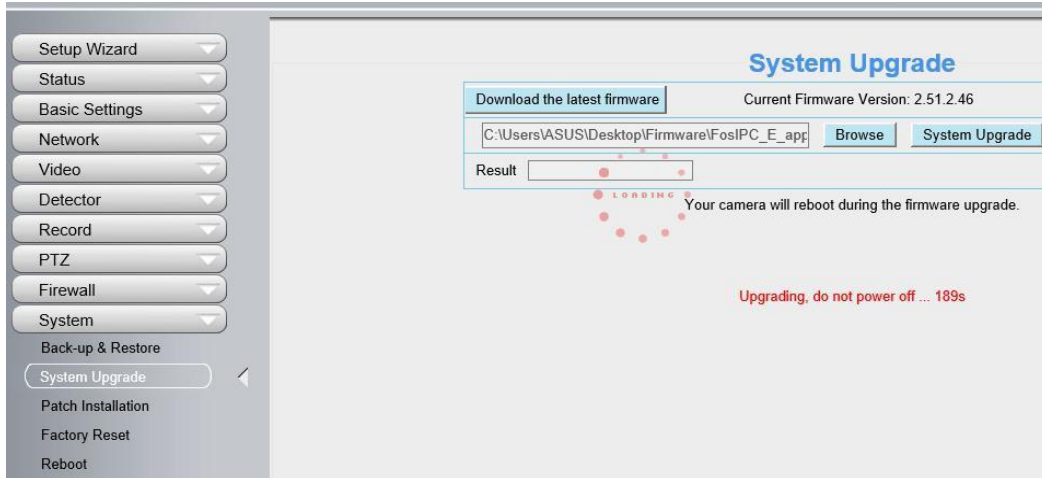 Setup Wizard
Status
Basic Settings
Network
Video
Detector
Record
PTZ
Firewall
System
Back-up & Restore
System Upgrade
Patch Installation
Factory Reset
Reboot
System Upgrade
Download the latest firmware Current Firmware Version: 2.51.2.46
C:\Users\ASUS\Desktop\Firmware\FosIPC_E_app Browse System Upgrade
Result
LOADING
Your camera will reboot during the firmware upgrade.
Upgrading, do not power off ... 189s